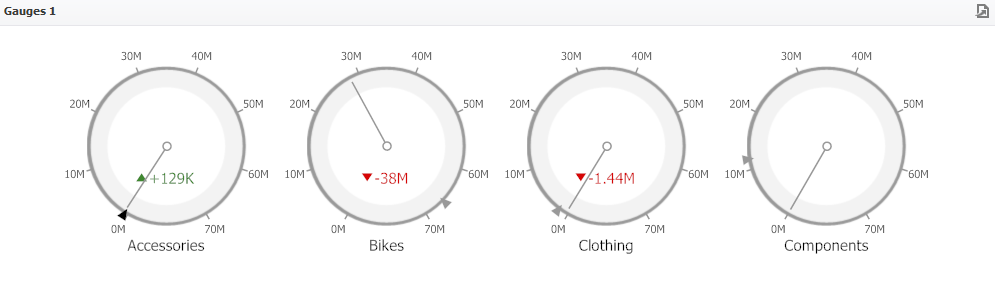 Gauges 1
30M 40M 30M 40M 30M 40M 30M 40M
20M 50M 20M 50M 20M 50M 20M 50M
10M 60M 10M 60M 10M 60M 10M 60M
+129K -38M -1.44M
0M 70M 0M 70M 0M 70M 0M 70M
Accessories Bikes Clothing Components